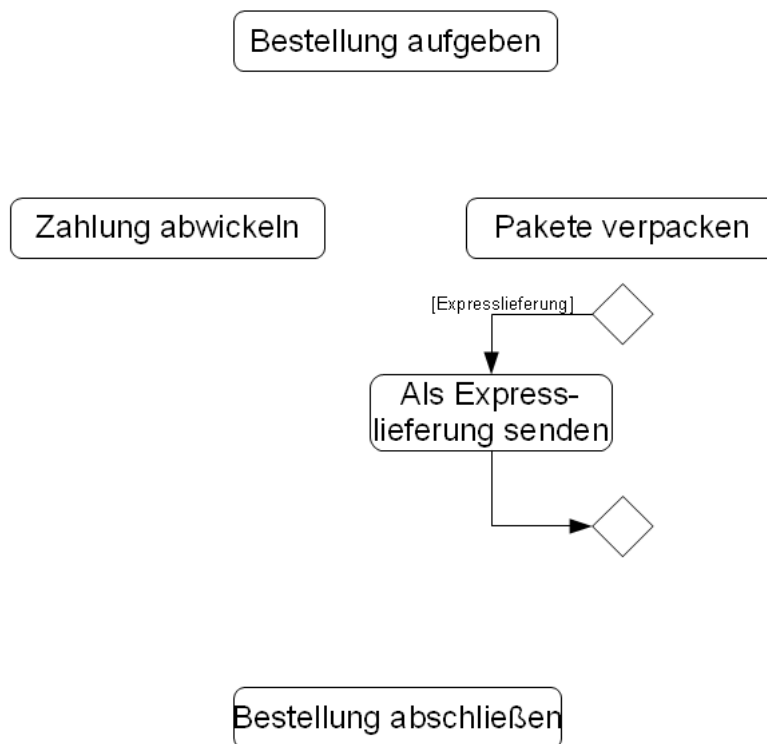 Bestellung aufgeben
Zahlung abwickeln
Pakete verpacken
[Expresslieferung]
Als Express-
lieferung senden
Bestellung abschließen